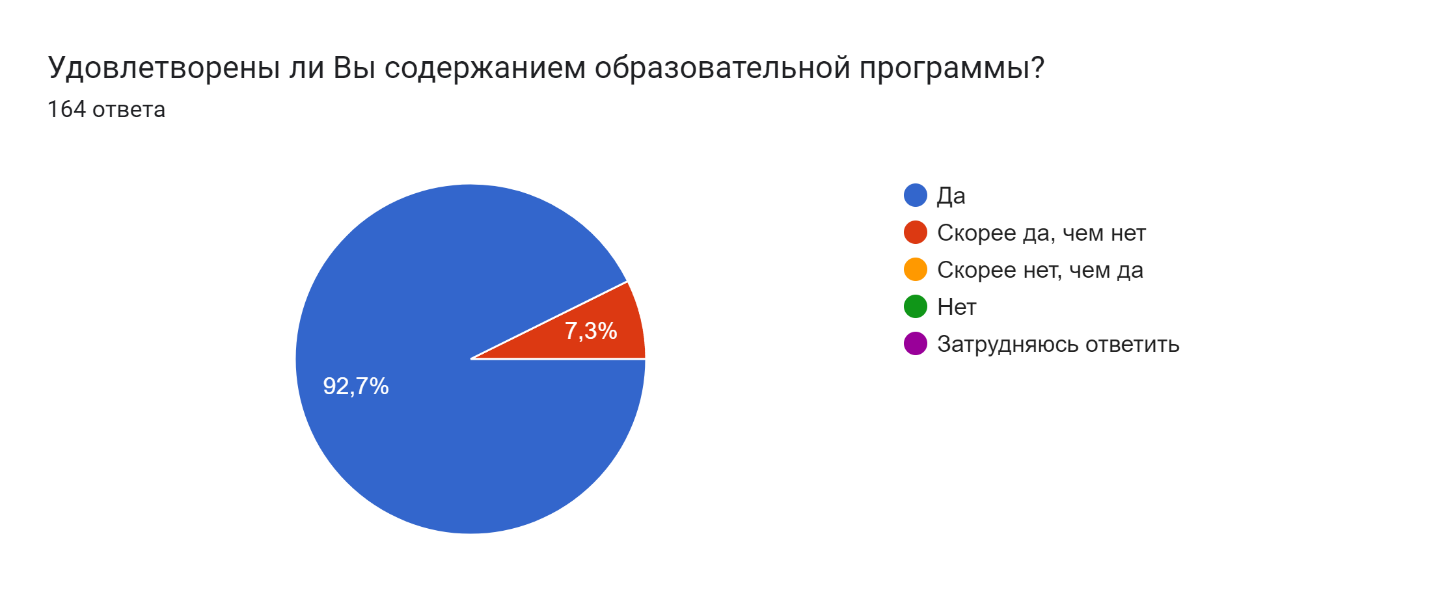 Удовлетворены ли Вы содержанием образовательной программы?
164 ответа
Да
Скорее да, чем нет
Скорее нет, чем да
Нет
Затрудняюсь ответить
7,3%
92,7%